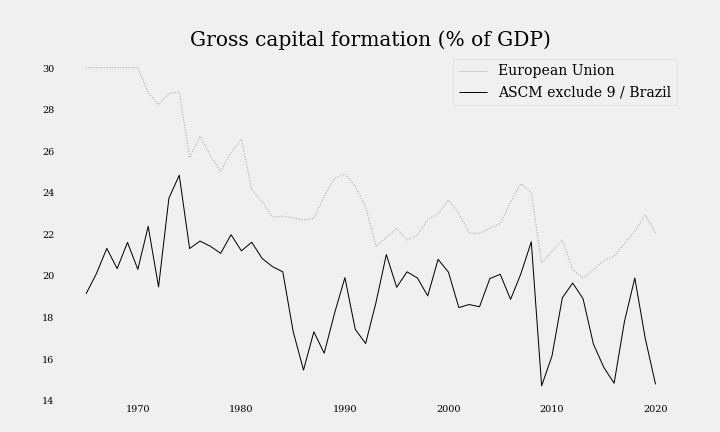 Gross capital formation (% of GDP)
European Union
ASCM exclude 9 / Brazil
30
28
26
24
22
20
18
16
14
1970 1980 1990 2000 2010 2020